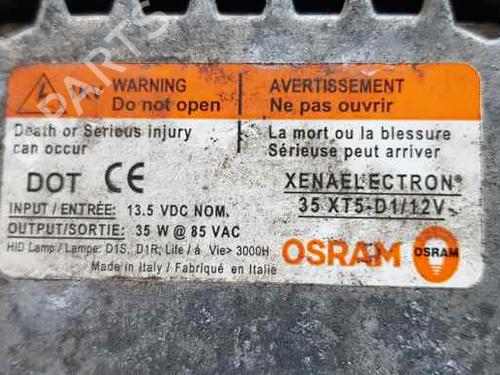 WARNING
Do not open
AVERTISSEMENT
Ne pas ouvrir
Death or Serious injury
can occur
La mort ou la blessure
Sérieuse peut arriver
DOT CE
XENAELECTRON®
35 XT5-D1/12V
INPUT / ENTRÉE: 13.5 VDC NOM,
OUTPUT/SORTIE: 35 W @ 85 VAC
HID Lamp / Lampe: D1S, D1R; Life / á Vie> 3000H
Made in Italy / Fabriqué en Italie
OSRAM
OSRAM
PARTS